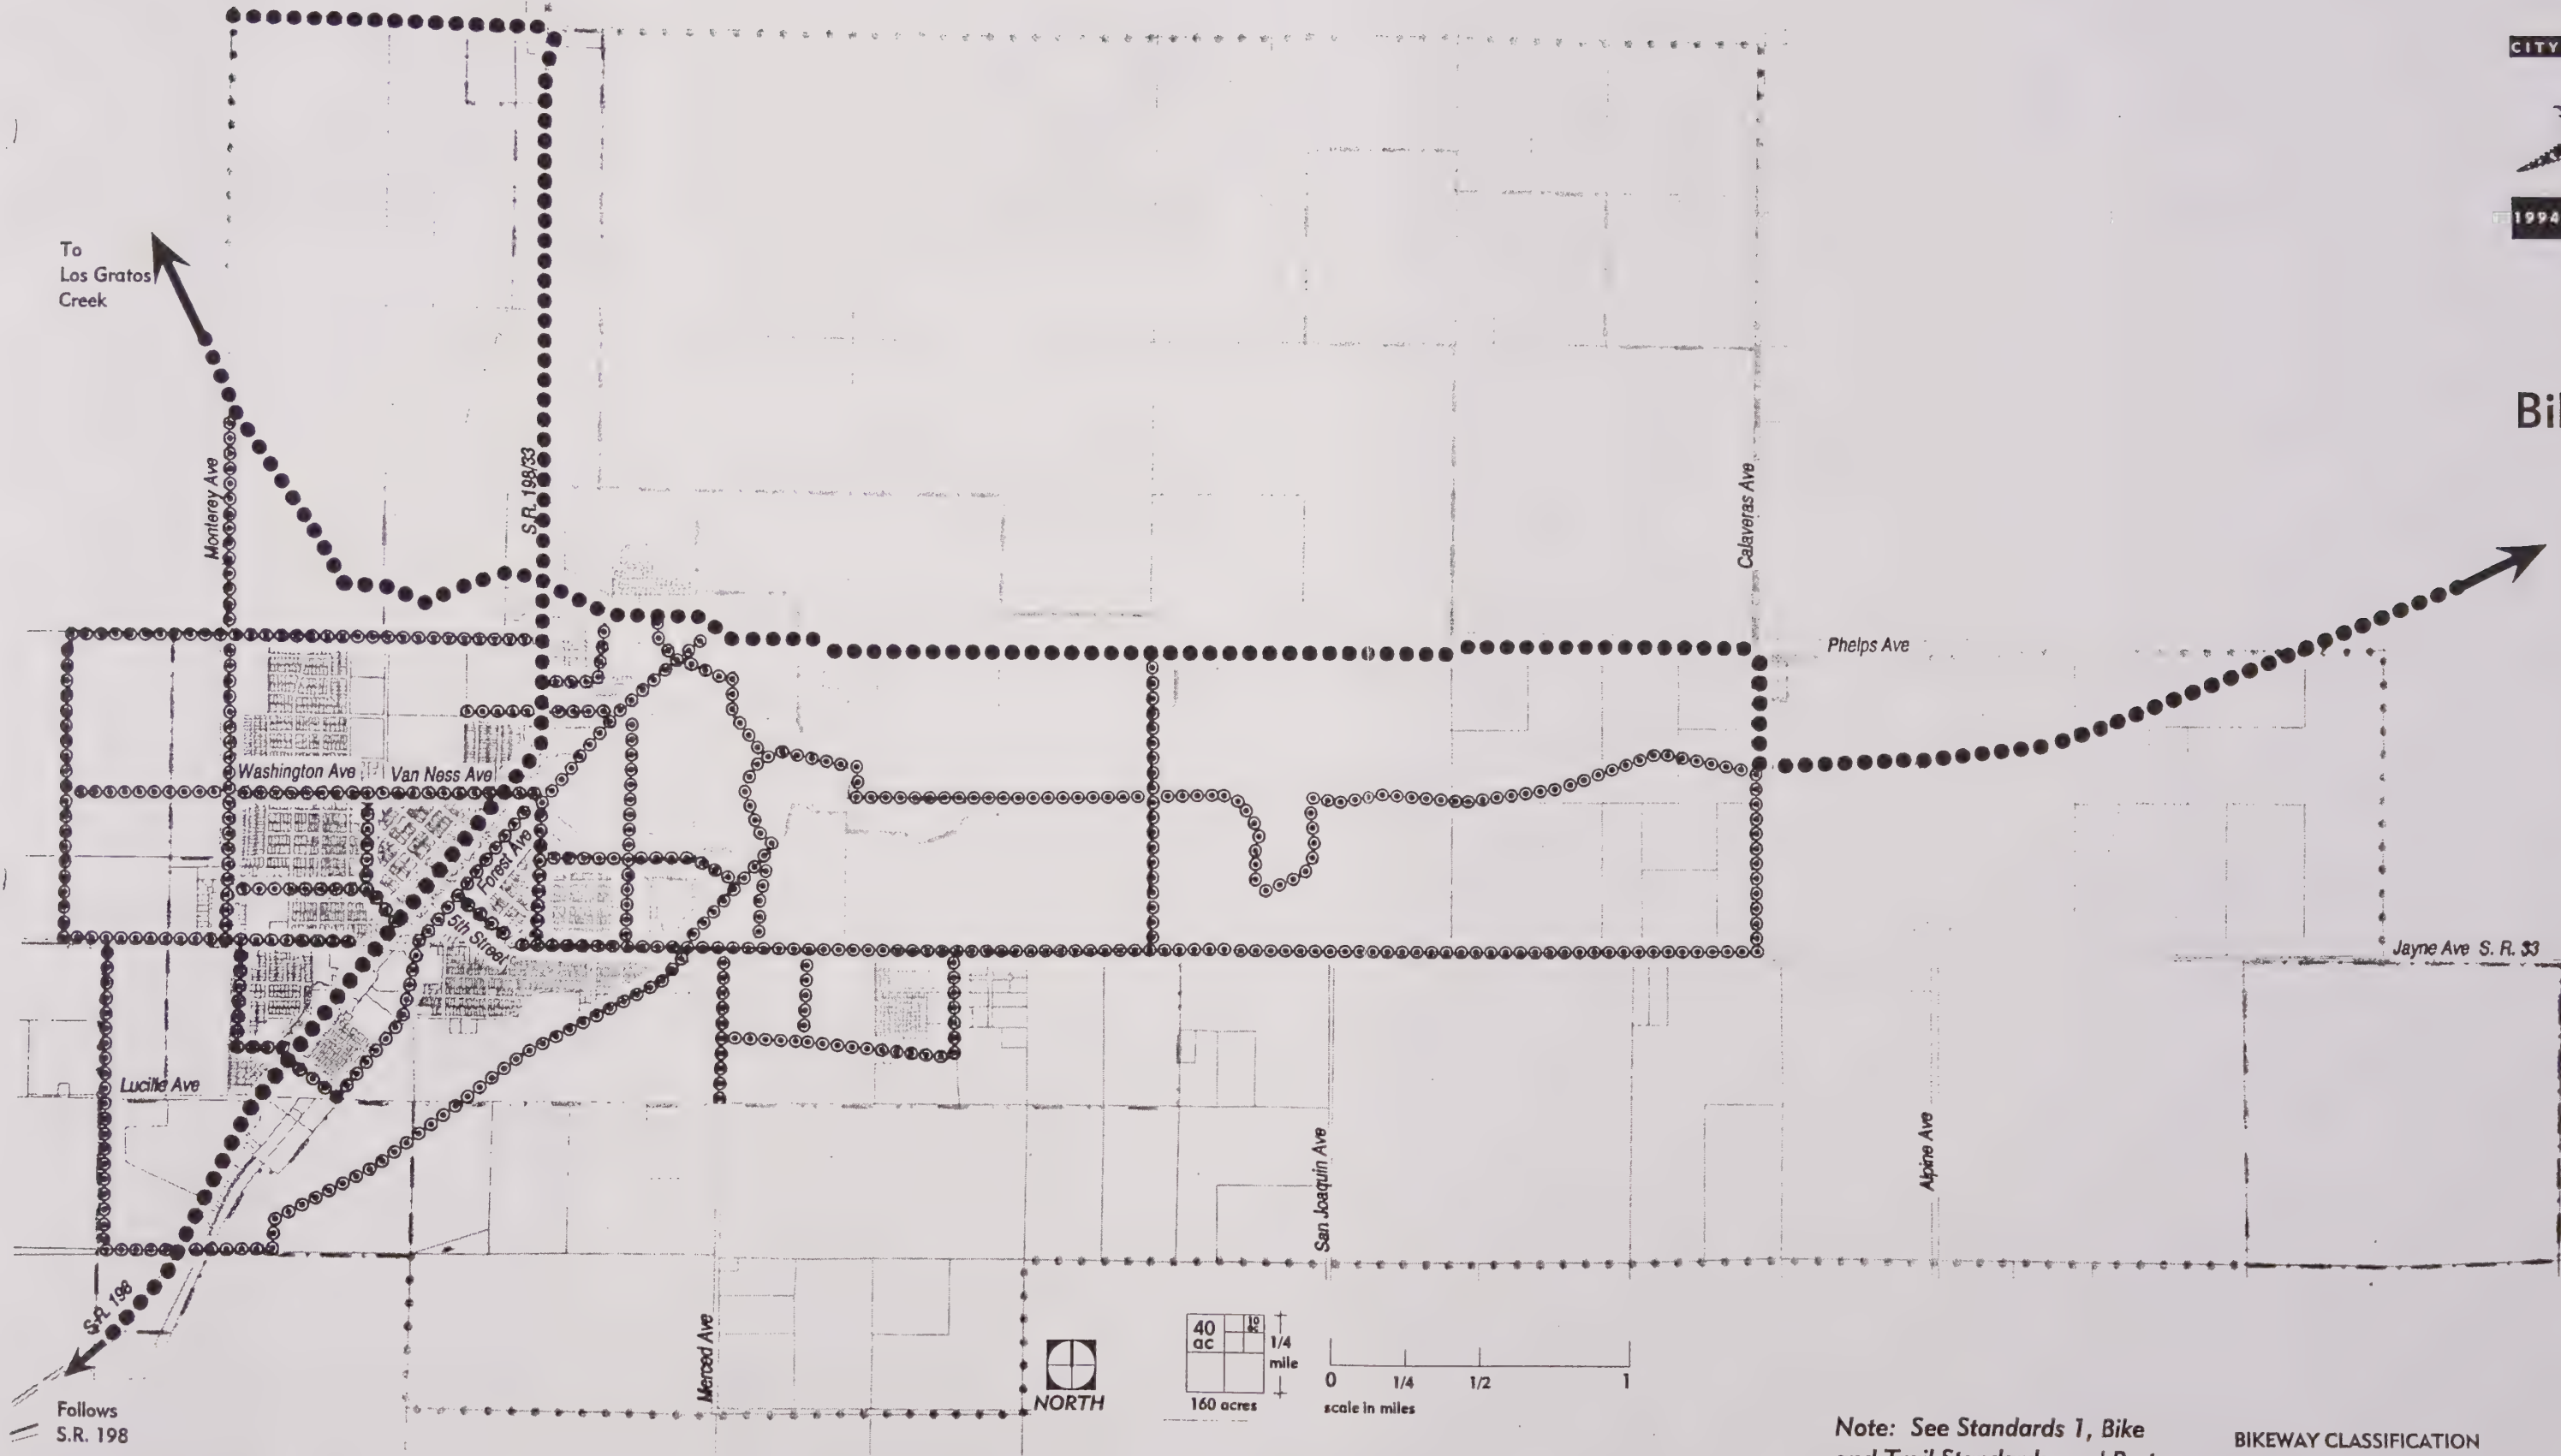 CITY
1994
To
Los Gratos
Creek
Bi
Monterey Ave
S.R. 198/33
Calaveras Ave
Phelps Ave
Washington Ave
Van Ness Ave
Forest Ave
5th Street
Jayne Ave S. R. 33
Lucille Ave
San Joaquin Ave
Alpine Ave
S.R. 198
Merced Ave
Follows
S.R. 198
NORTH
40
ac
10
ac
1/4
mile
160 acres
0 1/4 1/2 1
scale in miles
Note: See Standards 1, Bike
BIKEWAY CLASSIFICATION